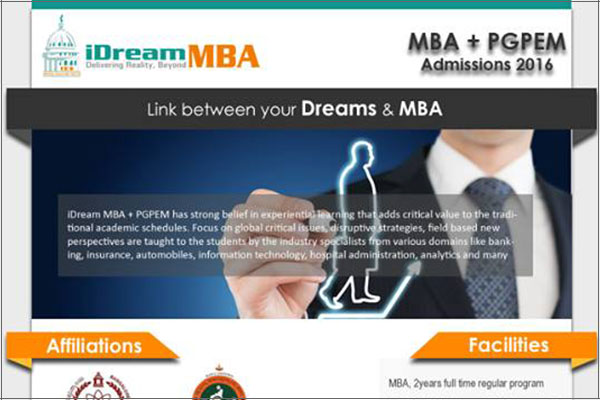 iDreamMBA
Delivering Reality, Beyond
MBA + PGPEM
Admissions 2016
Link between your Dreams & MBA
iDream MBA + PGPEM has strong belief in experiential learning that adds critical value to the tradi-
tional academic schedules. Focus on global critical issues, disruptive strategies, field based new
perspectives are taught to the students by the industry specialists from various domains like bank-
ing, insurance, automobiles, information technology, hospital administration, analytics and many
Affiliations
Facilities
MBA, 2years full time regular program